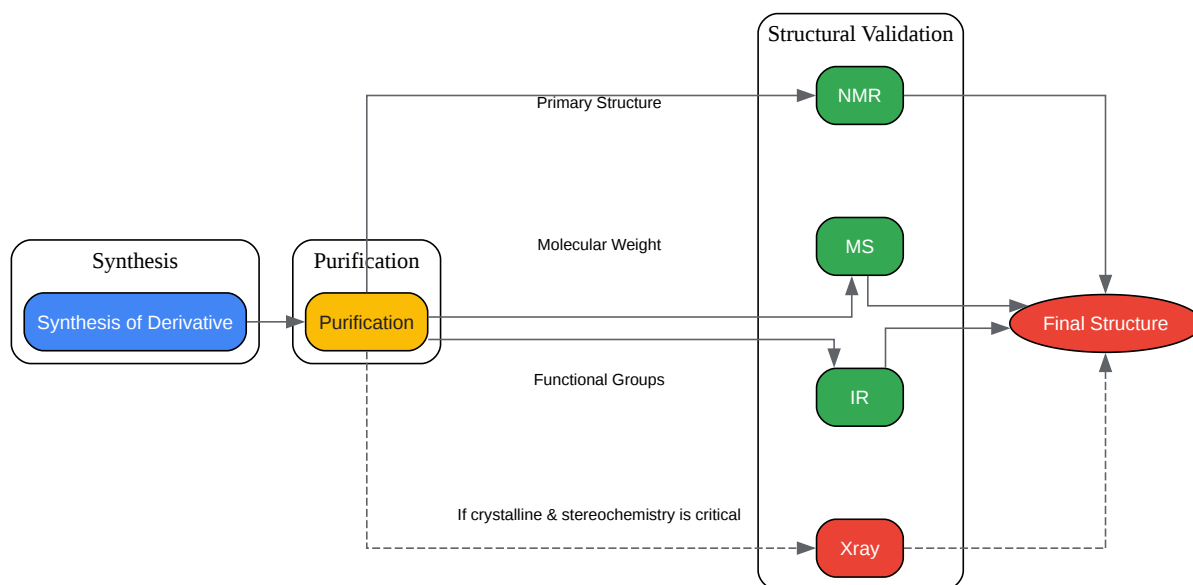 Structural Validation
NMR
Primary Structure
MS
Molecular Weight
Synthesis
Purification
Synthesis of Derivative
Purification
Final Structure
Functional Groups
IR
If crystalline & stereochemistry is critical
Xray